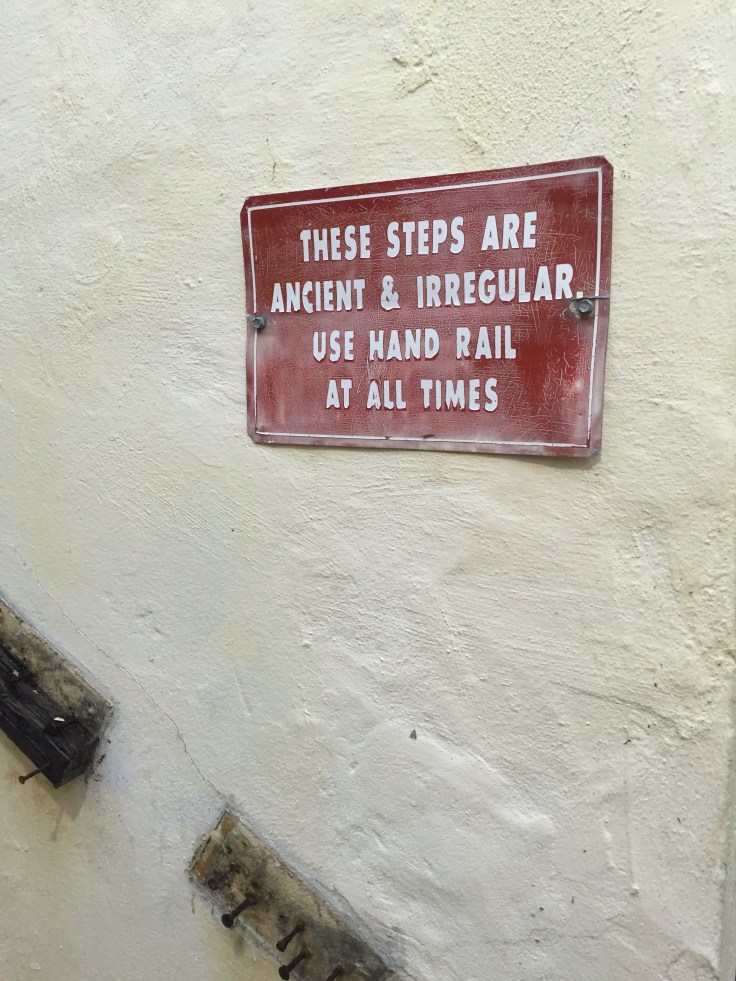 THESE STEPS ARE
ANCIENT & IRREGULAR.
USE HAND RAIL
AT ALL TIMES